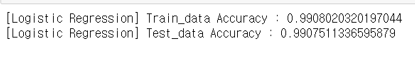 [Logistic Regression] Train_data Accuracy : 0.9908020320197044
[Logistic Regression] Test_data Accuracy : 0.9907511336595879